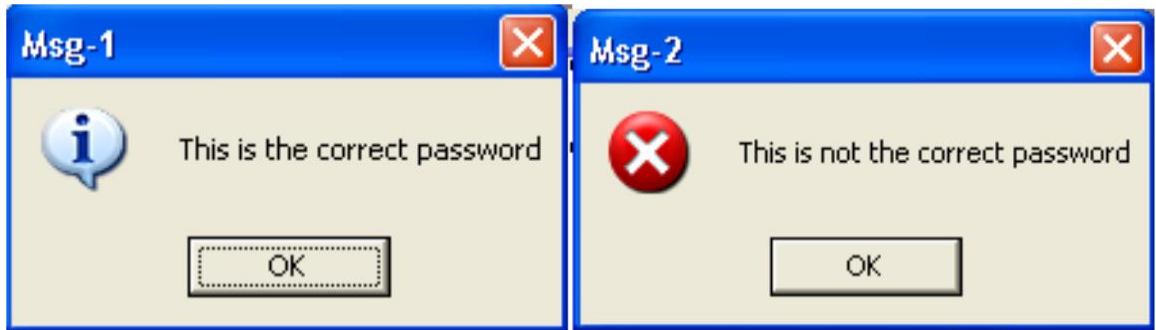 Msg-1
This is the correct password
OK
Msg-2
This is not the correct password
OK